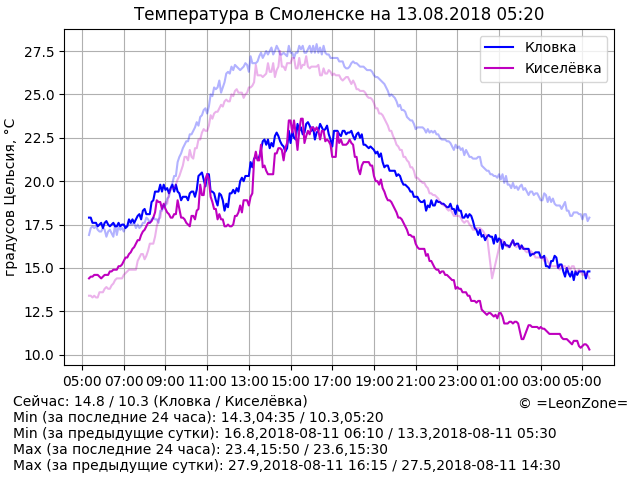 Температура в Смоленске на 13.08.2018 05:20
Кловка
Киселёвка
градусов Цельсия, °C
27.5
25.0
22.5
20.0
17.5
15.0
12.5
10.0
05:00 07:00 09:00 11:00 13:00 15:00 17:00 19:00 21:00 23:00 01:00 03:00 05:00
Сейчас: 14.8 / 10.3 (Кловка / Киселёвка)
© =LeonZone=
Min (за последние 24 часа): 14.3,04:35 / 10.3,05:20
Min (за предыдущие сутки): 16.8,2018-08-11 06:10 / 13.3,2018-08-11 05:30
Max (за последние 24 часа): 23.4,15:50 / 23.6,15:30
Max (за предыдущие сутки): 27.9,2018-08-11 16:15 / 27.5,2018-08-11 14:30